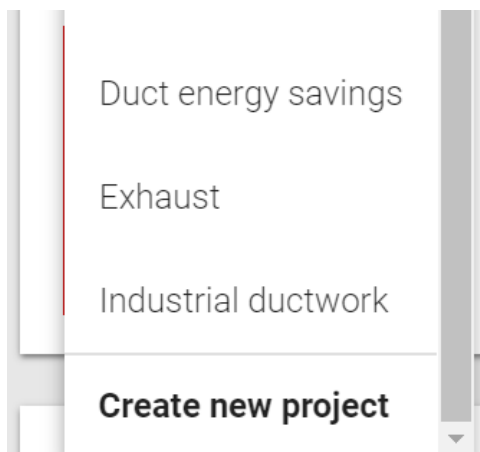 Duct energy savings
Exhaust
Industrial ductwork
Create new project